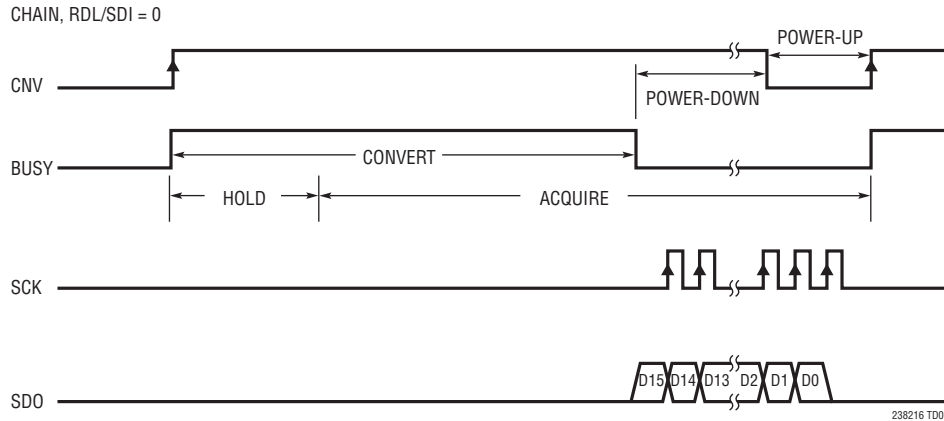 CHAIN, RDL/SDI = 0
POWER-UP
CNV
POWER-DOWN
CONVERT
BUSY
HOLD
ACQUIRE
SCK
D15 D14 D13 D2 D1 D0
SDO
238216 TD0